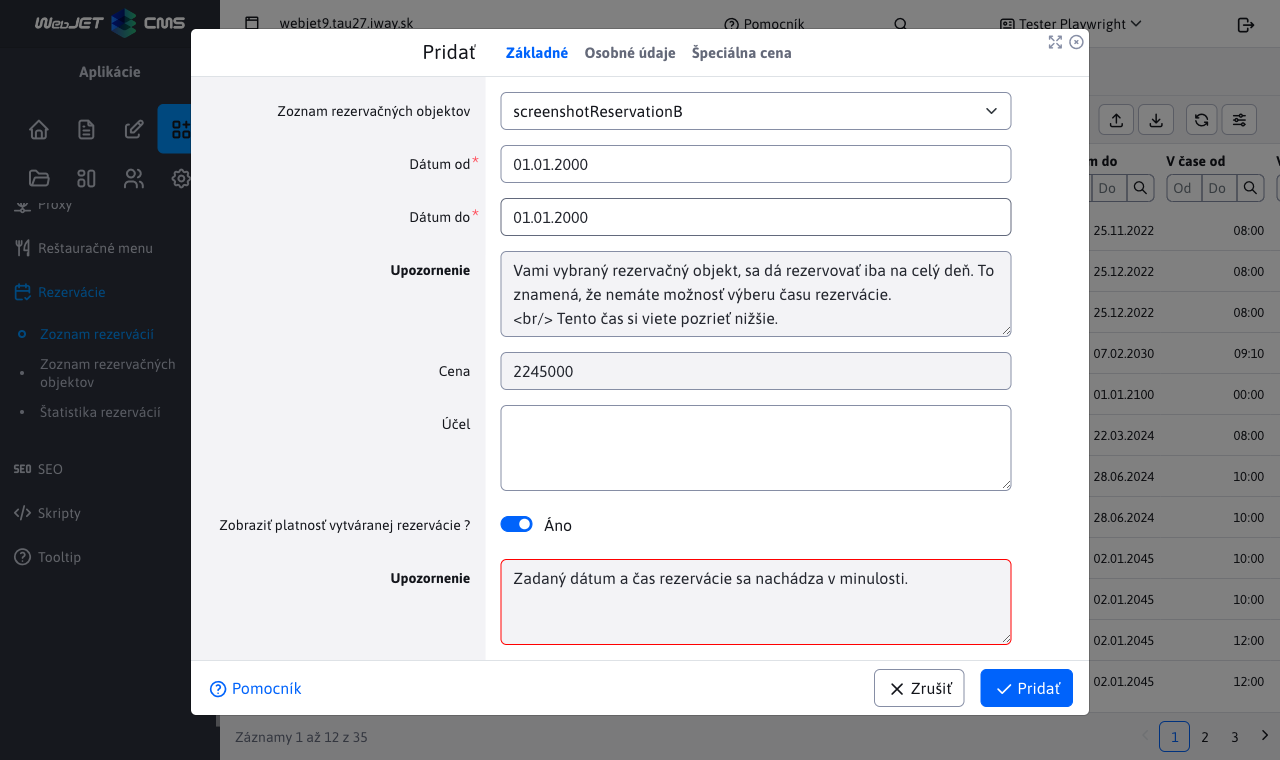 WebJET CMS
webjet9.tau27.iway.sk
Pomocník
Tester Playwright
Aplikácie
Proxy
Reštauračné menu
Rezervácie
Zoznam rezervácií
Zoznam rezervačných
objektov
Štatistika rezervácií
SEO SEO
Skripty
Tooltip
Pridať
Základné Osobné údaje Špeciálna cena
Zoznam rezervačných objektov
screenshotReservationB
Dátum od*
01.01.2000
Dátum do*
01.01.2000
Upozornenie
Vami vybraný rezervačný objekt, sa dá rezervovať iba na celý deň. To
znamená, že nemáte možnosť výberu času rezervácie.
<br/> Tento čas si viete pozrieť nižšie.
Cena
2245000
Účel
Zobraziť platnosť vytváranej rezervácie ?
Áno
Upozornenie
Zadaný dátum a čas rezervácie sa nachádza v minulosti.
Pomocník
Zrušiť
Pridať
m do V čase od
Do Od Do
25.11.2022 08:00
25.12.2022 08:00
25.12.2022 08:00
07.02.2030 09:10
01.01.2100 00:00
22.03.2024 08:00
28.06.2024 10:00
28.06.2024 10:00
02.01.2045 10:00
02.01.2045 10:00
02.01.2045 12:00
02.01.2045 12:00
Záznamy 1 až 12 z 35
1 2 3